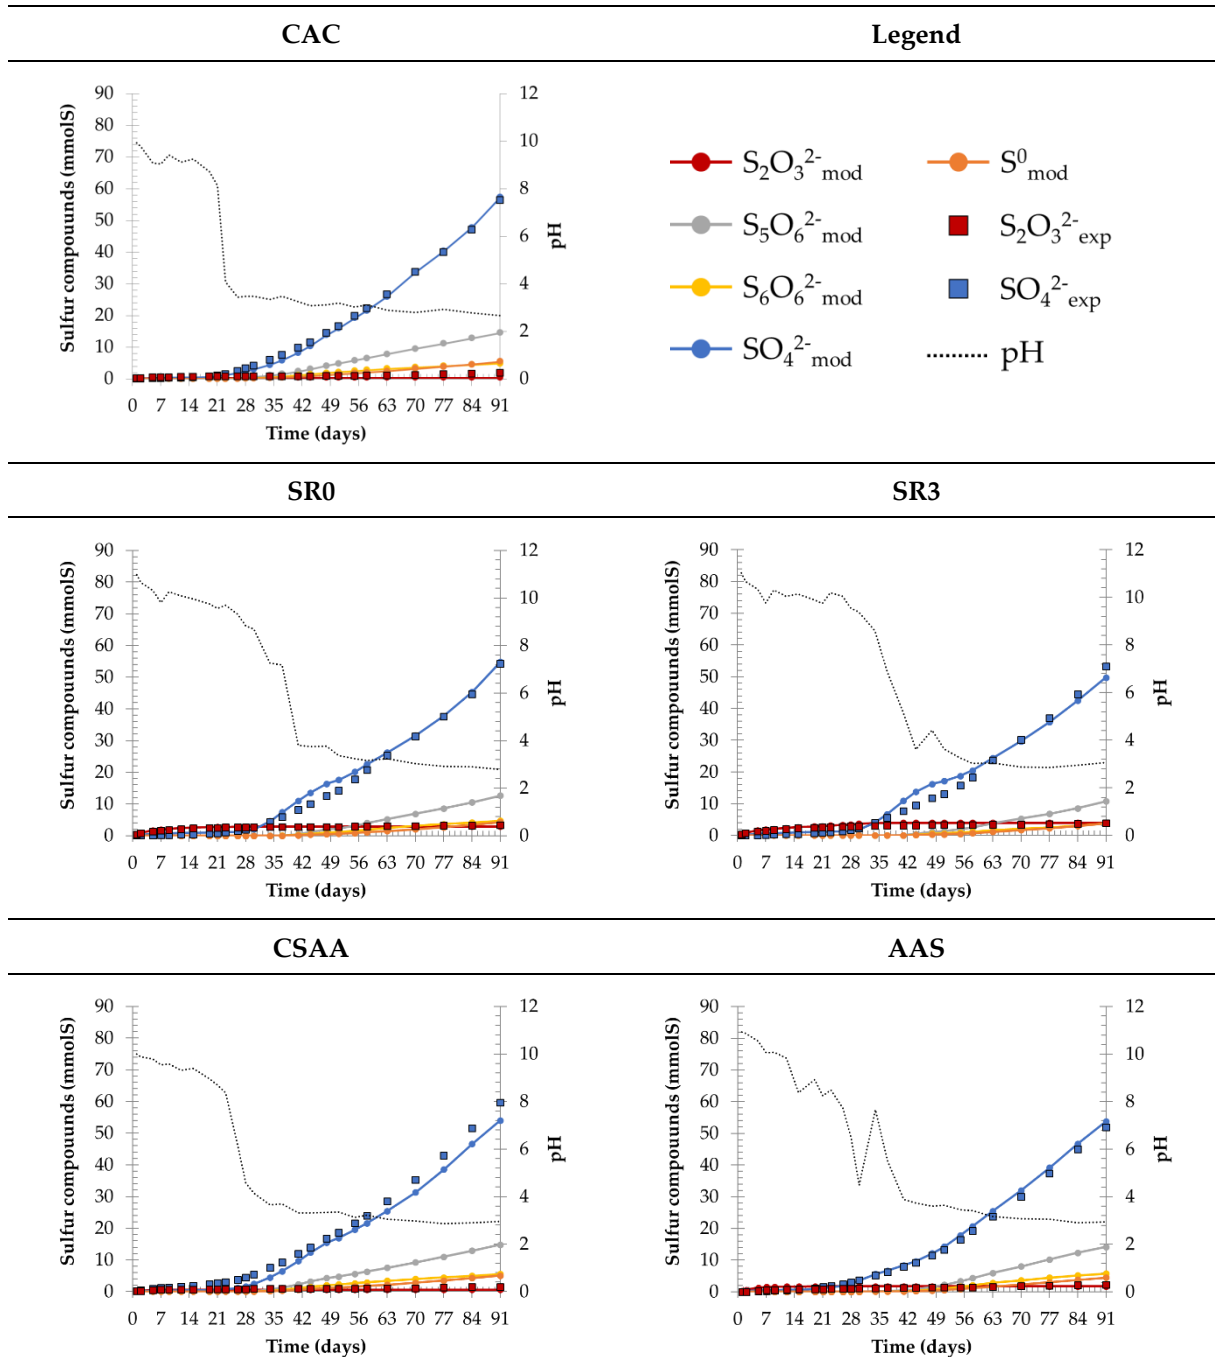 CAC Legend
90 80 70 60 50 40 30 20 10 0
Sulfur compouunds (mmolS)
12 10 8 6 4 2 0
pH
0 7 14 21 28 35 42 49 56 63 70 77 84 91
Time (days)
S₂O₃²⁻mod S⁰mod
S₅O₆²⁻mod S₂O₃²⁻exp
S₆O₆²⁻mod SO₄²⁻exp
SO₄²⁻mod pH
SR0 SR3
90 80 70 60 50 40 30 20 10 0
Sulfur compouunds (mmolS)
12 10 8 6 4 2 0
pH
0 7 14 21 28 35 42 49 56 63 70 77 84 91
Time (days)
90 80 70 60 50 40 30 20 10 0
Sulfur compouunds (mmolS)
12 10 8 6 4 2 0
pH
0 7 14 21 28 35 42 49 56 63 70 77 84 91
Time (days)
CSAA AAS
90 80 70 60 50 40 30 20 10 0
Sulfur compouunds (mmolS)
12 10 8 6 4 2 0
pH
0 7 14 21 28 35 42 49 56 63 70 77 84 91
Time (days)
90 80 70 60 50 40 30 20 10 0
Sulfur compouunds (mmolS)
12 10 8 6 4 2 0
pH
0 7 14 21 28 35 42 49 56 63 70 77 84 91
Time (days)